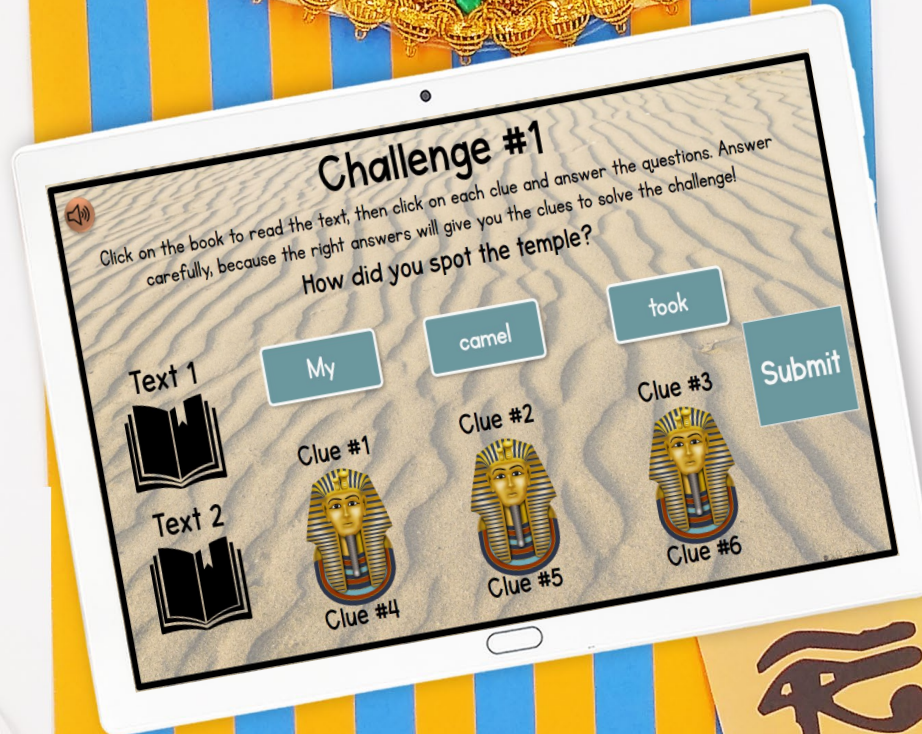 Challenge #1
Click on the book to read the text, then click on each clue and answer the questions. Answer
carefully, because the right answers will give you the clues to solve the challenge!
How did you spot the temple?
My
camel
took
Submit
Text 1
Clue #1
Clue #2
Clue #3
Text 2
Clue #4
Clue #5
Clue #6